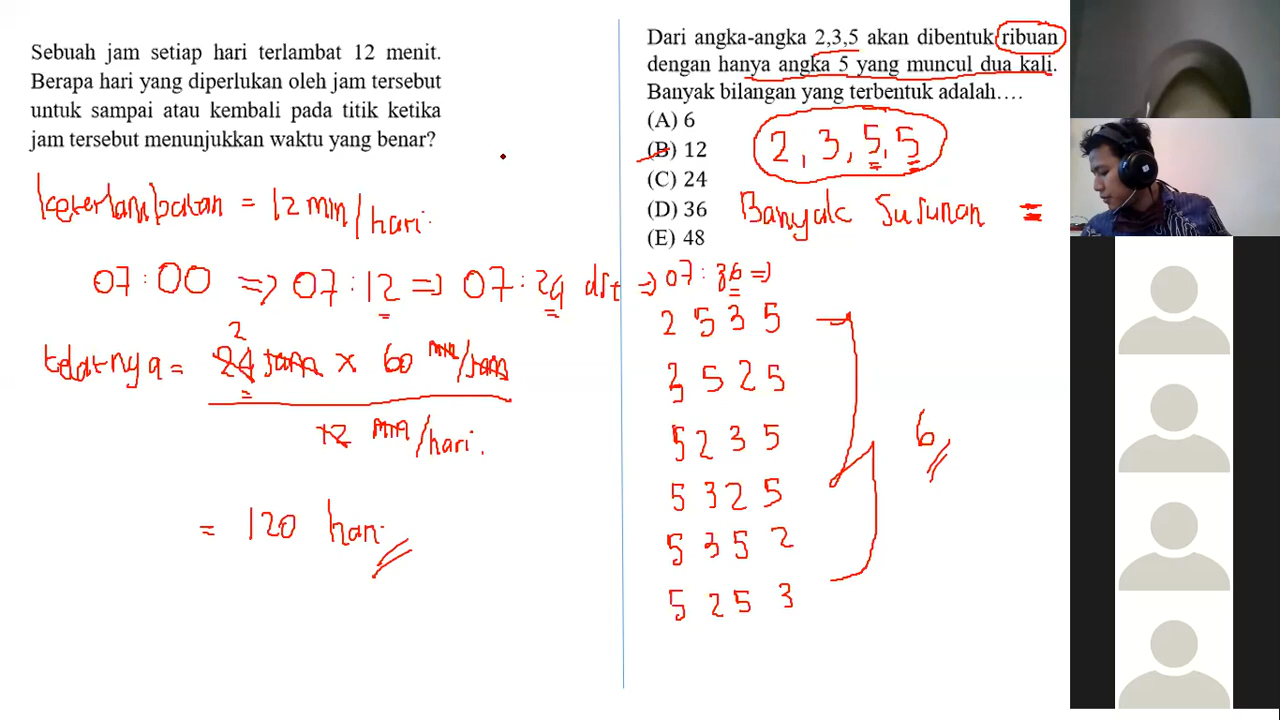 Sebuah jam setiap hari terlambat 12 menit.
Berapa hari yang diperlukan oleh jam tersebut
untuk sampai atau kembali pada titik ketika
jam tersebut menunjukkan waktu yang benar?
keterlambatan = 12 min/hari.
07:00 => 07:12 => 07:24 dst => 07:36 =>
2
telatnya = 24 jam x 60 mn/jam
12 mn/hari.
= 120 hari
Dari angka-angka 2,3,5 akan dibentuk ribuan
dengan hanya angka 5 yang muncul dua kali.
Banyak bilangan yang terbentuk adalah….
(A) 6
(B) 12
(C) 24
(D) 36
(E) 48
2, 3, 5, 5
Banyak Susunan =
2 5 3 5
3 5 2 5
5 2 3 5
5 3 2 5
5 3 5 2
5 2 5 3
6